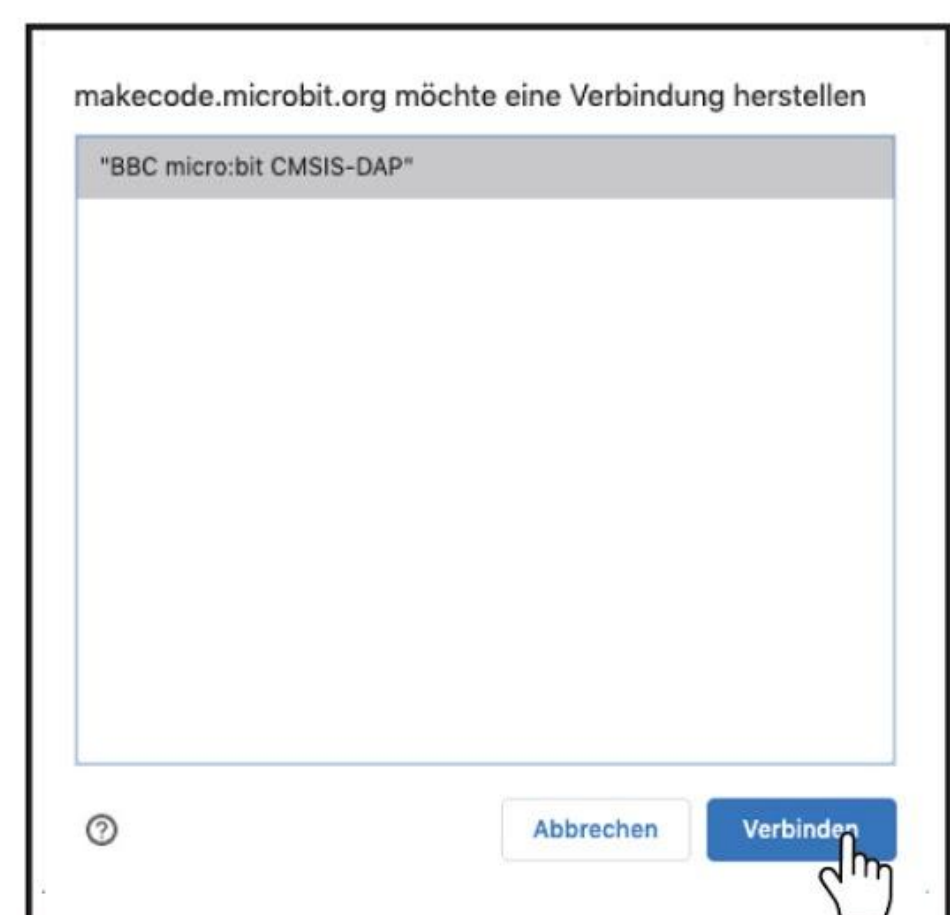 makecode.microbit.org möchte eine Verbindung herstellen
"BBC micro:bit CMSIS-DAP"
Abbrechen
Verbinden